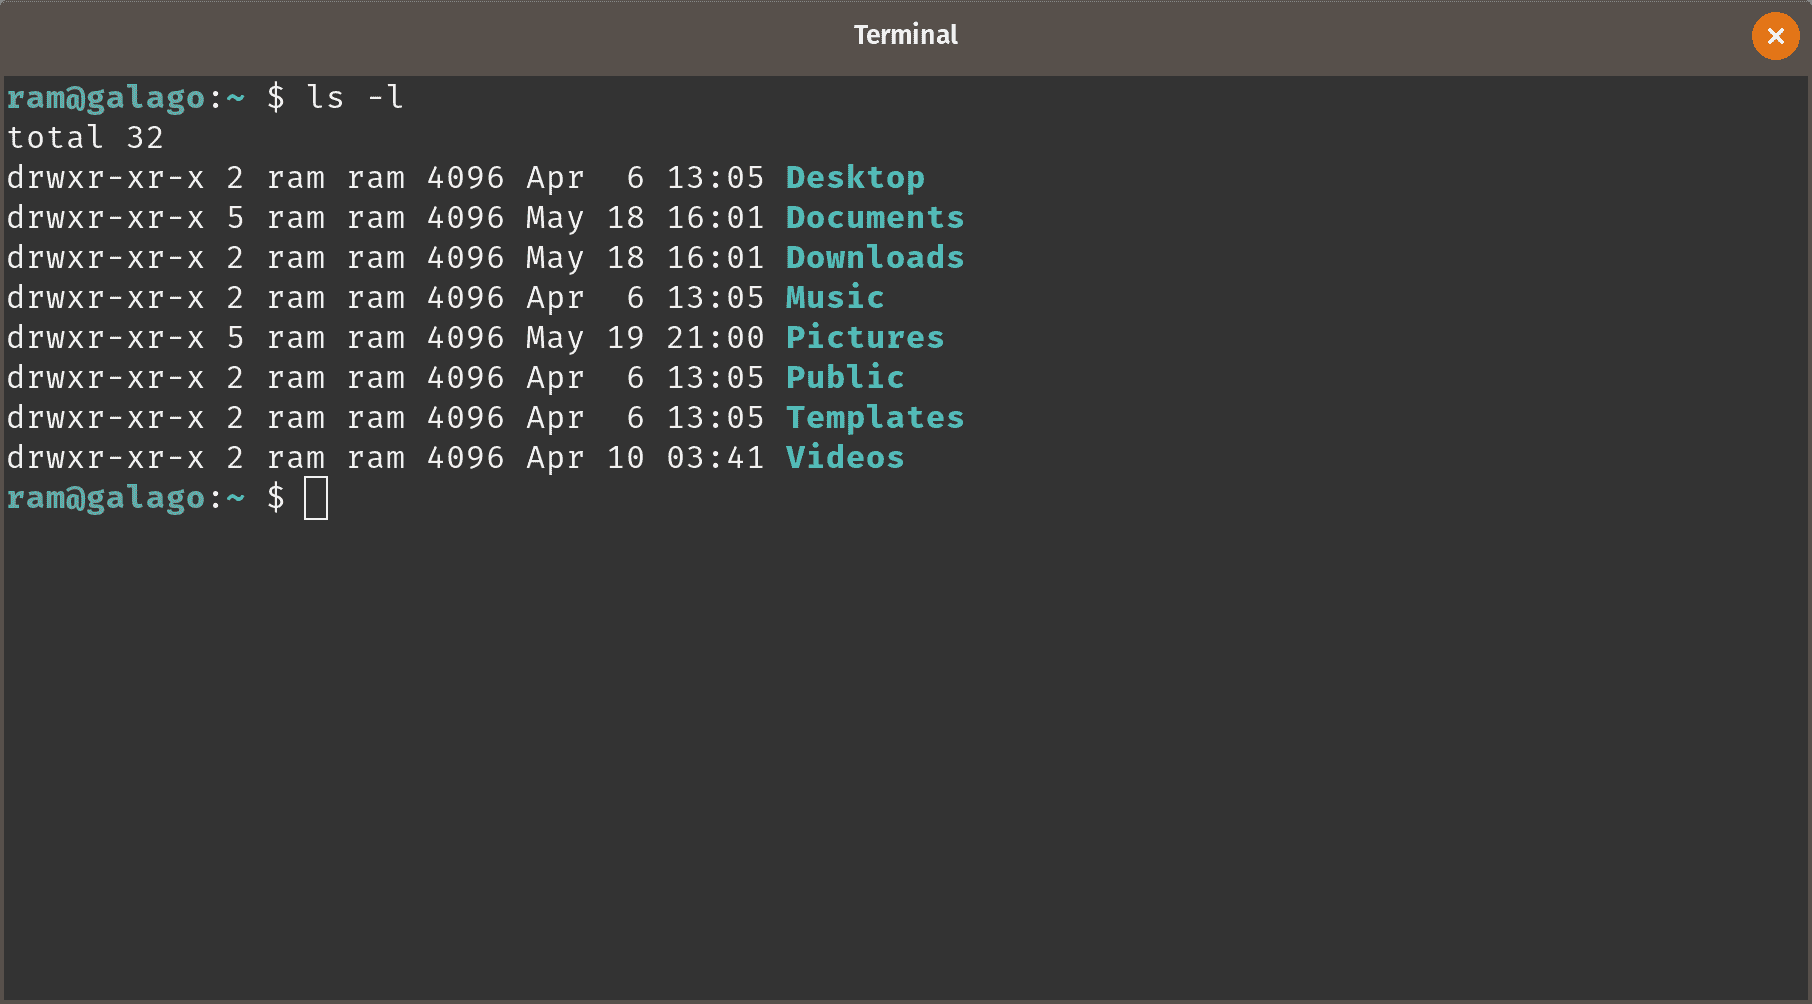 Terminal
ram@galago:~ $ ls -l
total 32
drwxr-xr-x 2 ram ram 4096 Apr  6 13:05 Desktop
drwxr-xr-x 5 ram ram 4096 May 18 16:01 Documents
drwxr-xr-x 2 ram ram 4096 May 18 16:01 Downloads
drwxr-xr-x 2 ram ram 4096 Apr  6 13:05 Music
drwxr-xr-x 5 ram ram 4096 May 19 21:00 Pictures
drwxr-xr-x 2 ram ram 4096 Apr  6 13:05 Public
drwxr-xr-x 2 ram ram 4096 Apr  6 13:05 Templates
drwxr-xr-x 2 ram ram 4096 Apr 10 03:41 Videos
ram@galago:~ $